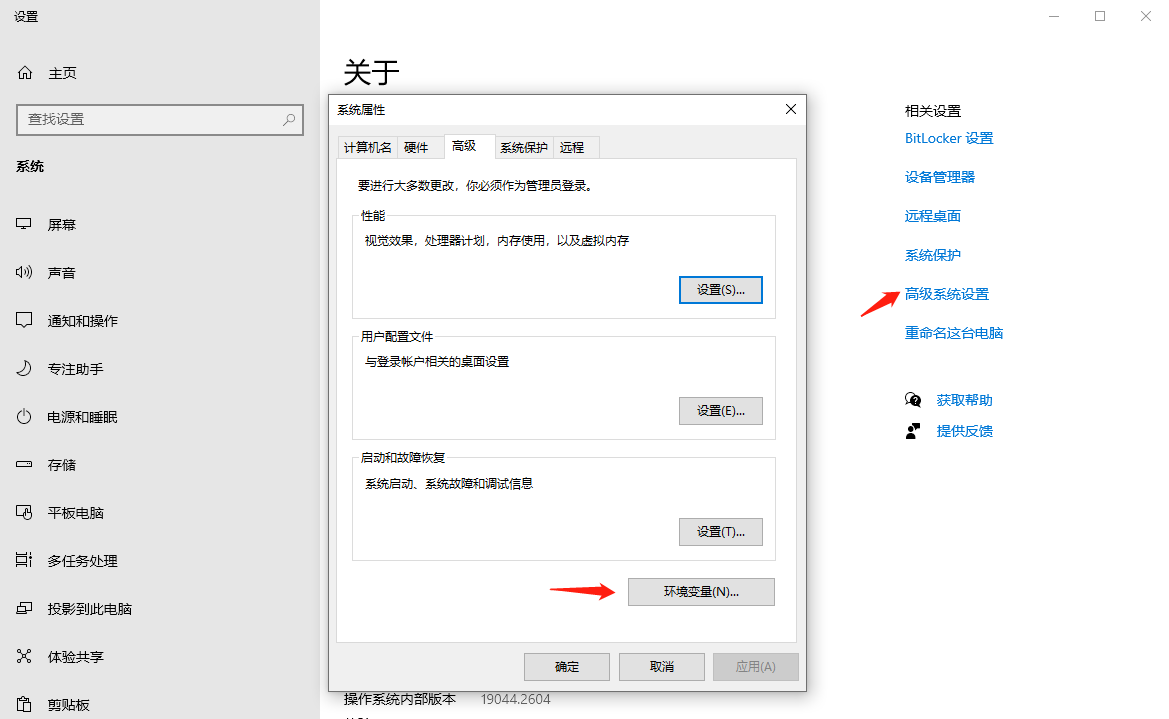 设置
主页
查找设置
系统
屏幕
声音
通知和操作
专注助手
电源和睡眠
存储
平板电脑
多任务处理
投影到此电脑
体验共享
剪贴板
关于
系统属性
计算机名 硬件 高级 系统保护 远程
要进行大多数更改，你必须作为管理员登录。
性能
视觉效果，处理器计划，内存使用，以及虚拟内存
设置(S)...
用户配置文件
与登录帐户相关的桌面设置
设置(E)...
启动和故障恢复
系统启动、系统故障和调试信息
设置(T)...
环境变量(N)...
确定 取消 应用(A)
操作系统内部版本 19044.2604
相关设置
BitLocker 设置
设备管理器
远程桌面
系统保护
高级系统设置
重命名这台电脑
获取帮助
提供反馈